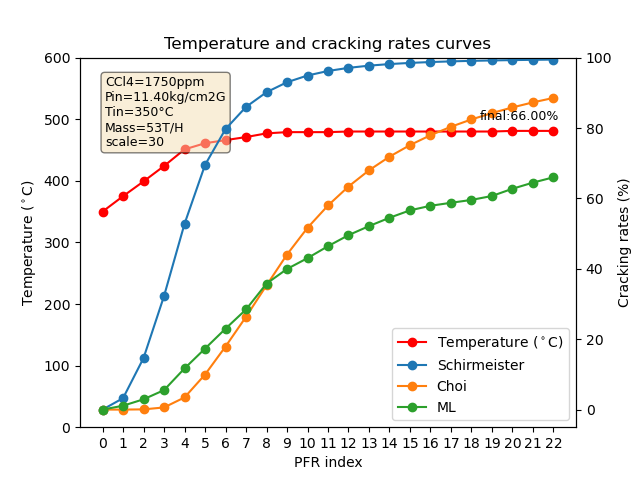 Temperature and cracking rates curves
600
500
400
300
200
100
0
Temperature (°C)
CCl4=1750ppm
Pin=11.40kg/cm2G
Tin=350°C
Mass=53T/H
scale=30
final:66.00%
100
80
60
40
20
0
Cracking rates (%)
Temperature (°C)
Schirmeister
Choi
ML
0 1 2 3 4 5 6 7 8 9 10 11 12 13 14 15 16 17 18 19 20 21 22
PFR index